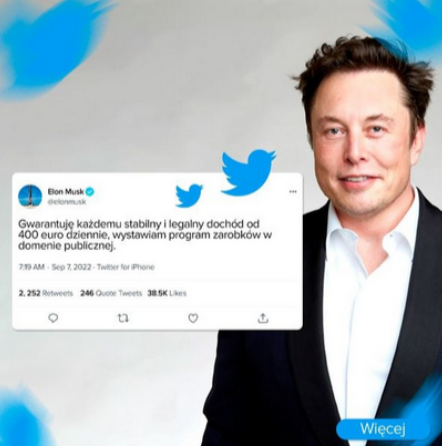 Elon Musk
@elonmusk
Gwarantuję każdemu stabilny i legalny dochód od
400 euro dziennie, wystawiam program zarobków w
domenie publicznej.
7:19 AM · Sep 7, 2022 · Twitter for iPhone
2, 252 Retweets 246 Quote Tweets 38.5K Likes
Więcej